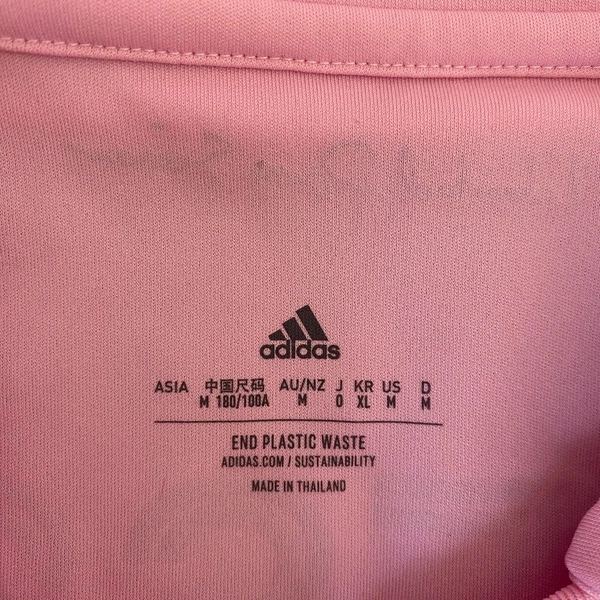 adidas
ASIA 中国尺码 AU/NZ J KR US D
M 180/100A M O XL M M
END PLASTIC WASTE
ADIDAS.COM / SUSTAINABILITY
MADE IN THAILAND